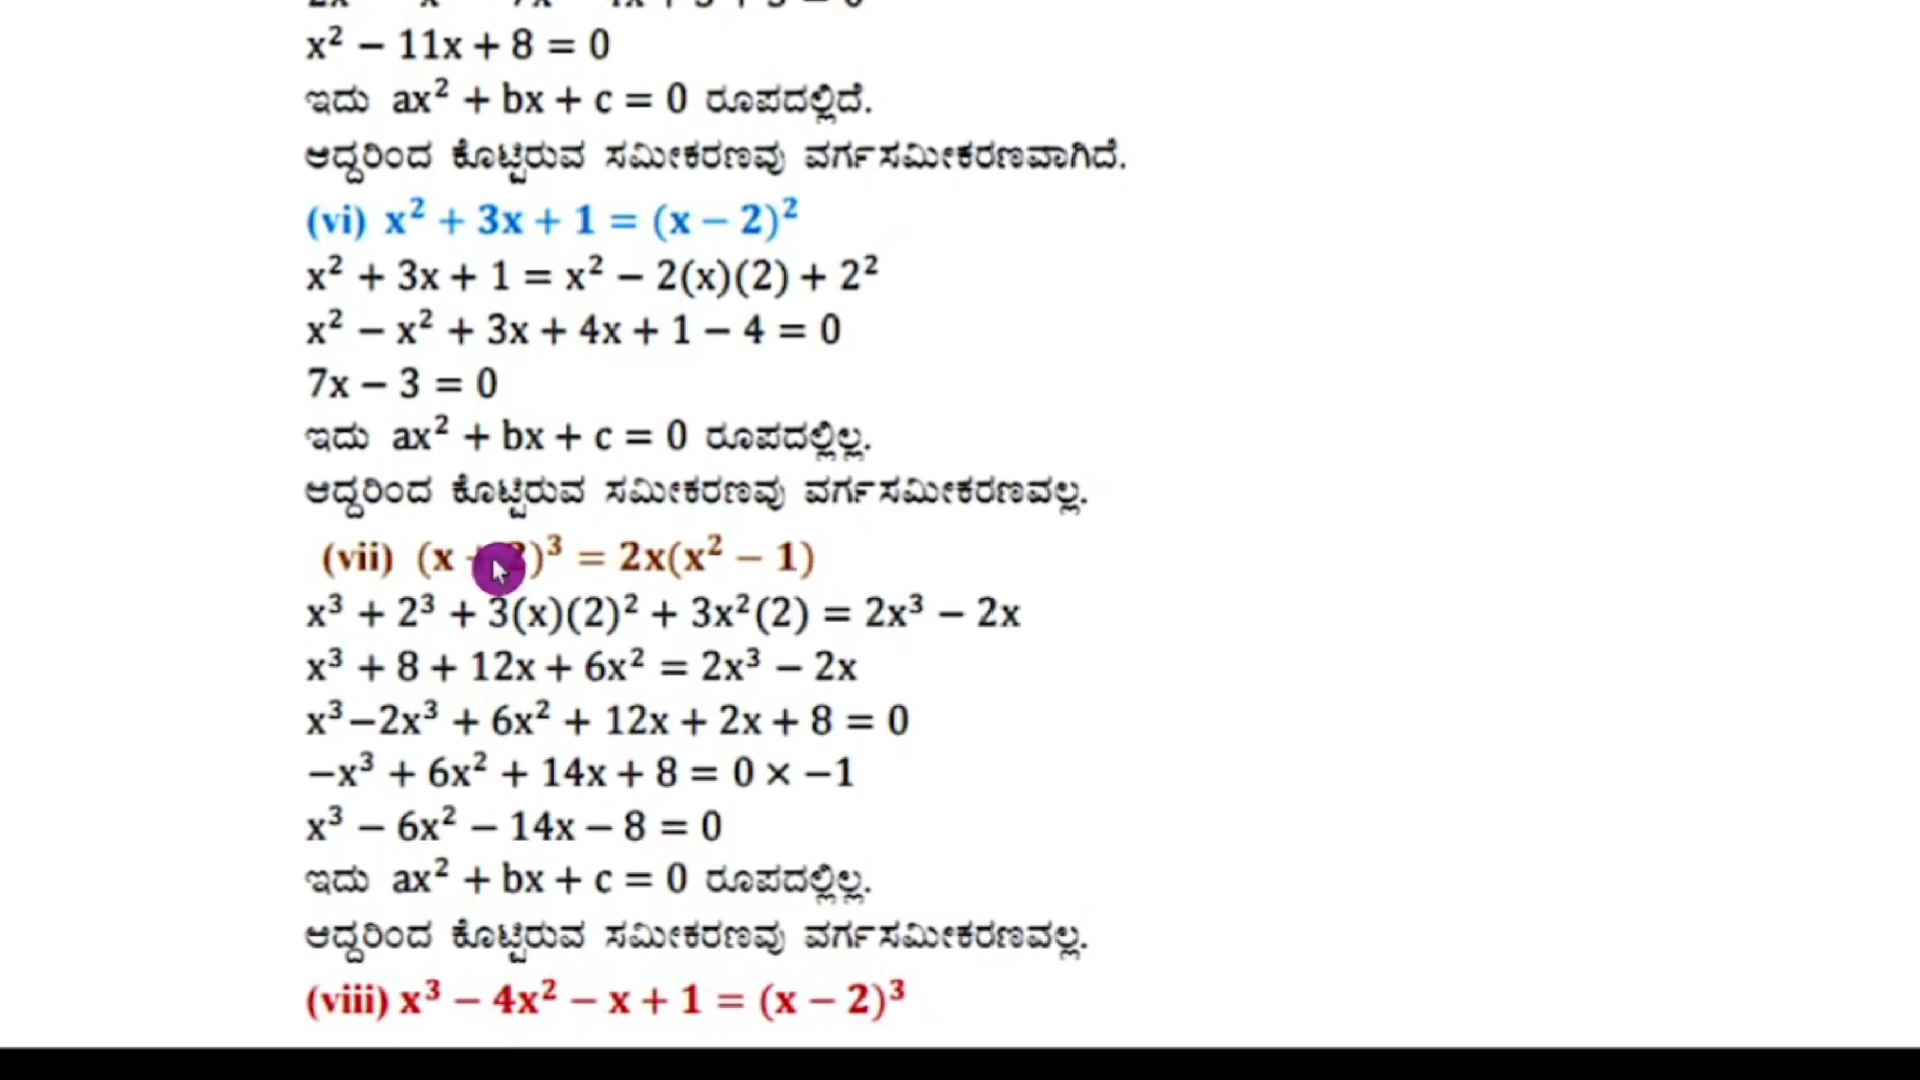 x² − 11x + 8 = 0
ಇದು ax² + bx + c = 0 ರೂಪದಲ್ಲಿದೆ.
ಆದ್ದರಿಂದ ಕೊಟ್ಟಿರುವ ಸಮೀಕರಣವು ವರ್ಗಸಮೀಕರಣವಾಗಿದೆ.
(vi) x² + 3x + 1 = (x − 2)²
x² + 3x + 1 = x² − 2(x)(2) + 2²
x² − x² + 3x + 4x + 1 − 4 = 0
7x − 3 = 0
ಇದು ax² + bx + c = 0 ರೂಪದಲ್ಲಿಲ್ಲ.
ಆದ್ದರಿಂದ ಕೊಟ್ಟಿರುವ ಸಮೀಕರಣವು ವರ್ಗಸಮೀಕರಣವಲ್ಲ.
(vii) (x )³ = 2x(x² − 1)
x³ + 2³ + 3(x)(2)² + 3x²(2) = 2x³ − 2x
x³ + 8 + 12x + 6x² = 2x³ − 2x
x³−2x³ + 6x² + 12x + 2x + 8 = 0
−x³ + 6x² + 14x + 8 = 0 × −1
x³ − 6x² − 14x − 8 = 0
ಇದು ax² + bx + c = 0 ರೂಪದಲ್ಲಿಲ್ಲ.
ಆದ್ದರಿಂದ ಕೊಟ್ಟಿರುವ ಸಮೀಕರಣವು ವರ್ಗಸಮೀಕರಣವಲ್ಲ.
(viii) x³ − 4x² − x + 1 = (x − 2)³